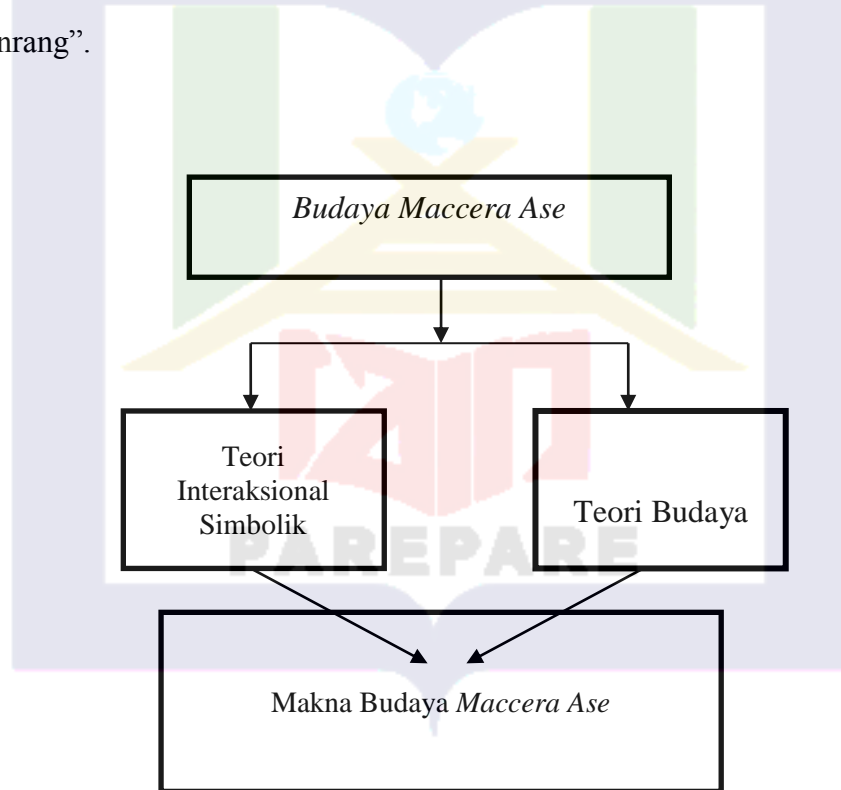 nrang”.
Budaya Maccera Ase
Teori
Interaksional
Simbolik
Teori Budaya
PAREPARE
Makna Budaya Maccera Ase